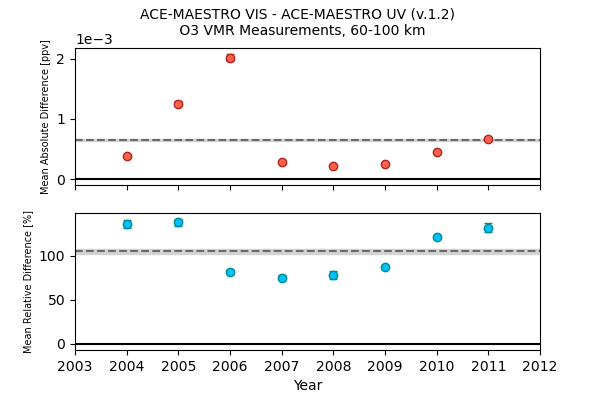 ACE-MAESTRO VIS - ACE-MAESTRO UV (v.1.2)
O3 VMR Measurements, 60-100 km
1e−3
Mean Absolute Difference [ppv]
2
1
0
Mean Relative Difference [%]
100
50
0
2003 2004 2005 2006 2007 2008 2009 2010 2011 2012
Year